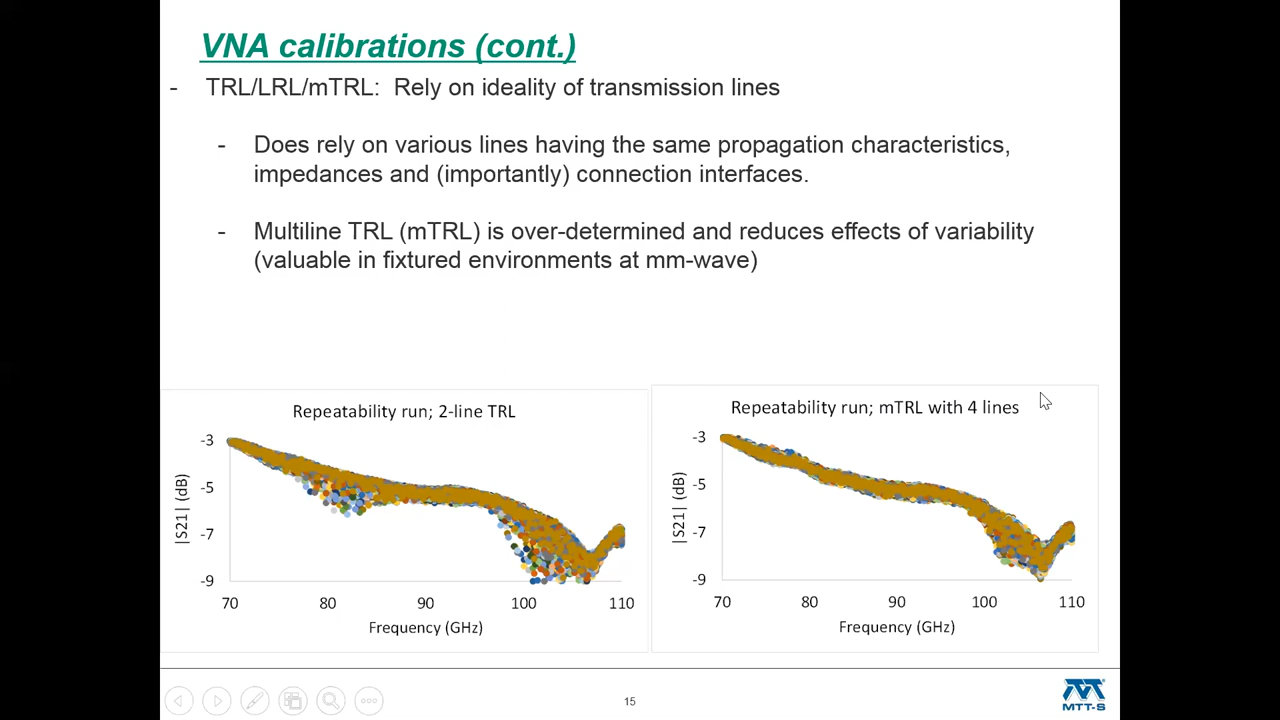 VNA calibrations (cont.)
- TRL/LRL/mTRL: Rely on ideality of transmission lines
- Does rely on various lines having the same propagation characteristics,
impedances and (importantly) connection interfaces.
- Multiline TRL (mTRL) is over-determined and reduces effects of variability
(valuable in fixtured environments at mm-wave)
Repeatability run; 2-line TRL
-3
-5
-7
-9
|S21| (dB)
70 80 90 100 110
Frequency (GHz)
Repeatability run; mTRL with 4 lines
-3
-5
-7
-9
|S21| (dB)
70 80 90 100 110
Frequency (GHz)
15
MTT-S